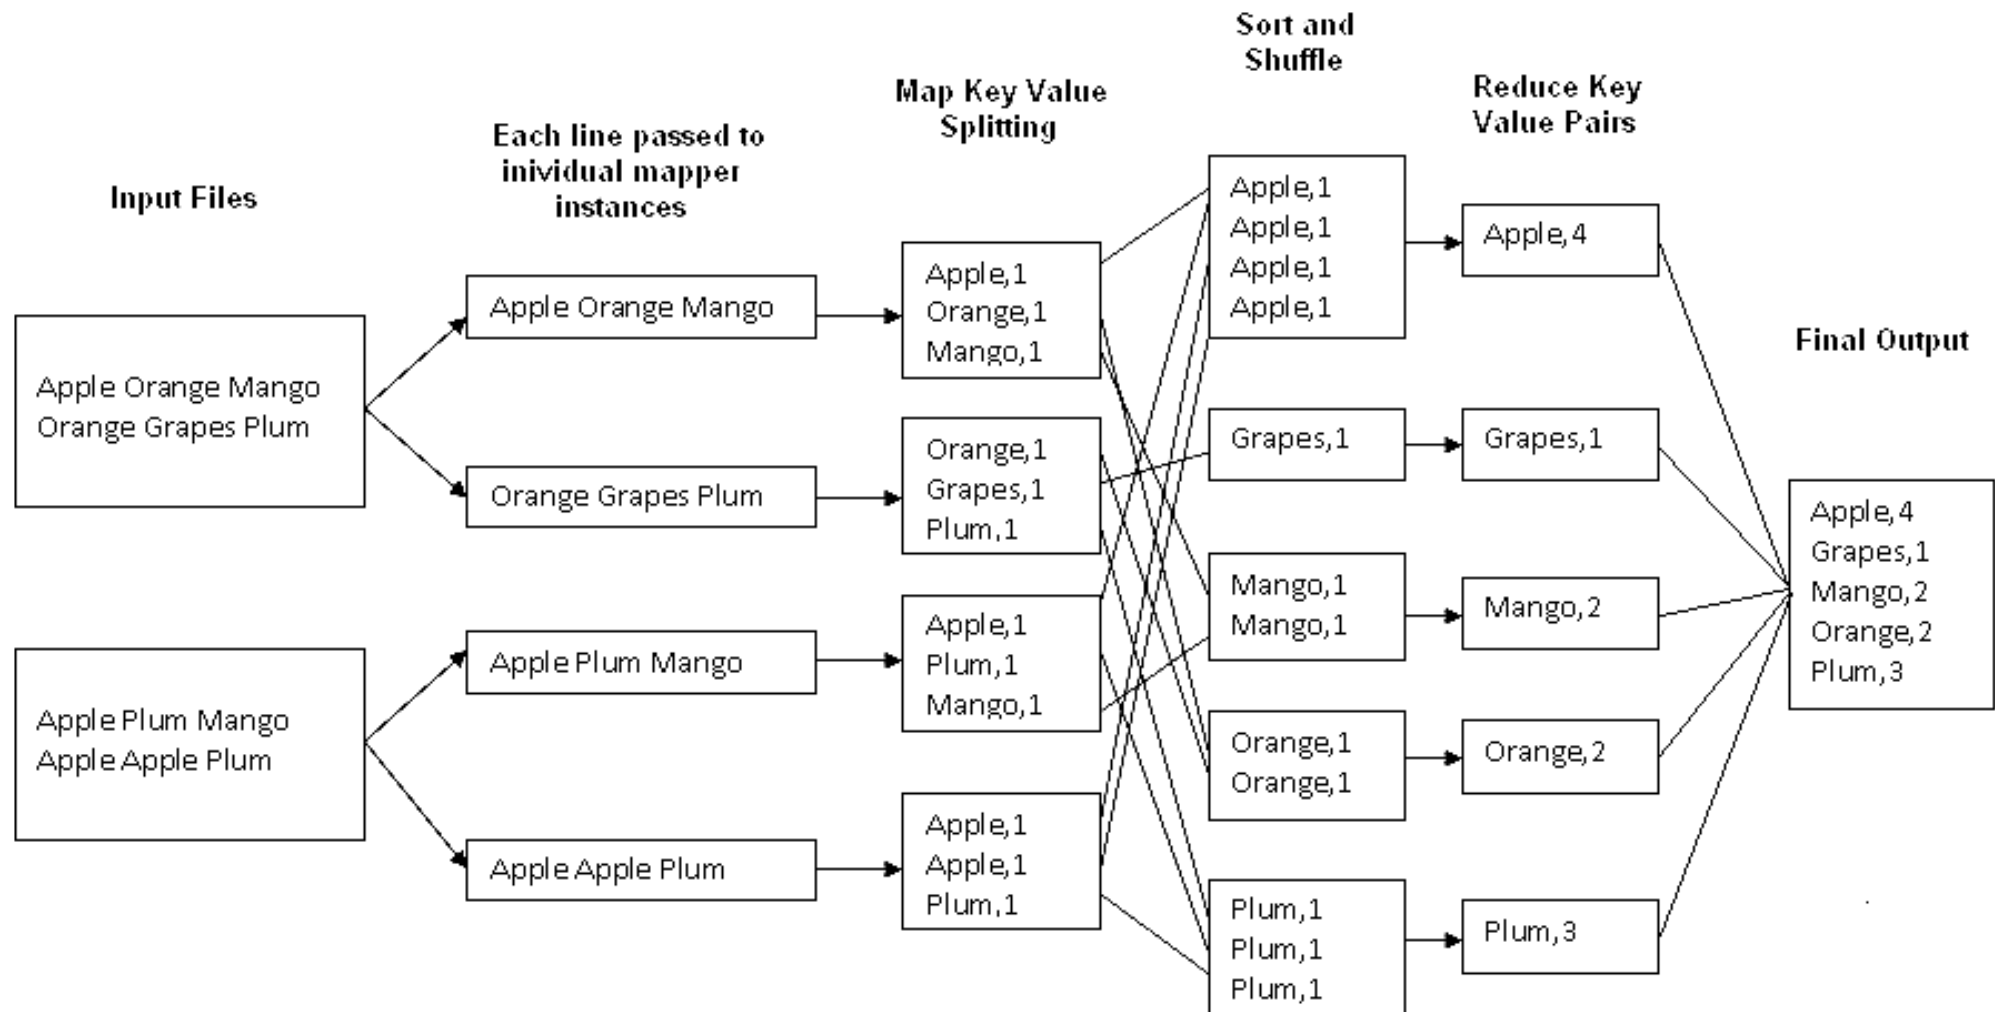 Input Files
Each line passed to
inividual mapper
instances
Map Key Value
Splitting
Sort and
Shuffle
Reduce Key
Value Pairs
Final Output
Apple Orange Mango
Orange Grapes Plum
Apple Plum Mango
Apple Apple Plum
Apple Orange Mango
Orange Grapes Plum
Apple Plum Mango
Apple Apple Plum
Apple,1
Orange,1
Mango,1
Orange,1
Grapes,1
Plum,1
Apple,1
Plum,1
Mango,1
Apple,1
Apple,1
Plum,1
Apple,1
Apple,1
Apple,1
Apple,1
Grapes,1
Mango,1
Mango,1
Orange,1
Orange,1
Plum,1
Plum,1
Plum,1
Apple,4
Grapes,1
Mango,2
Orange,2
Plum,3
Apple,4
Grapes,1
Mango,2
Orange,2
Plum,3